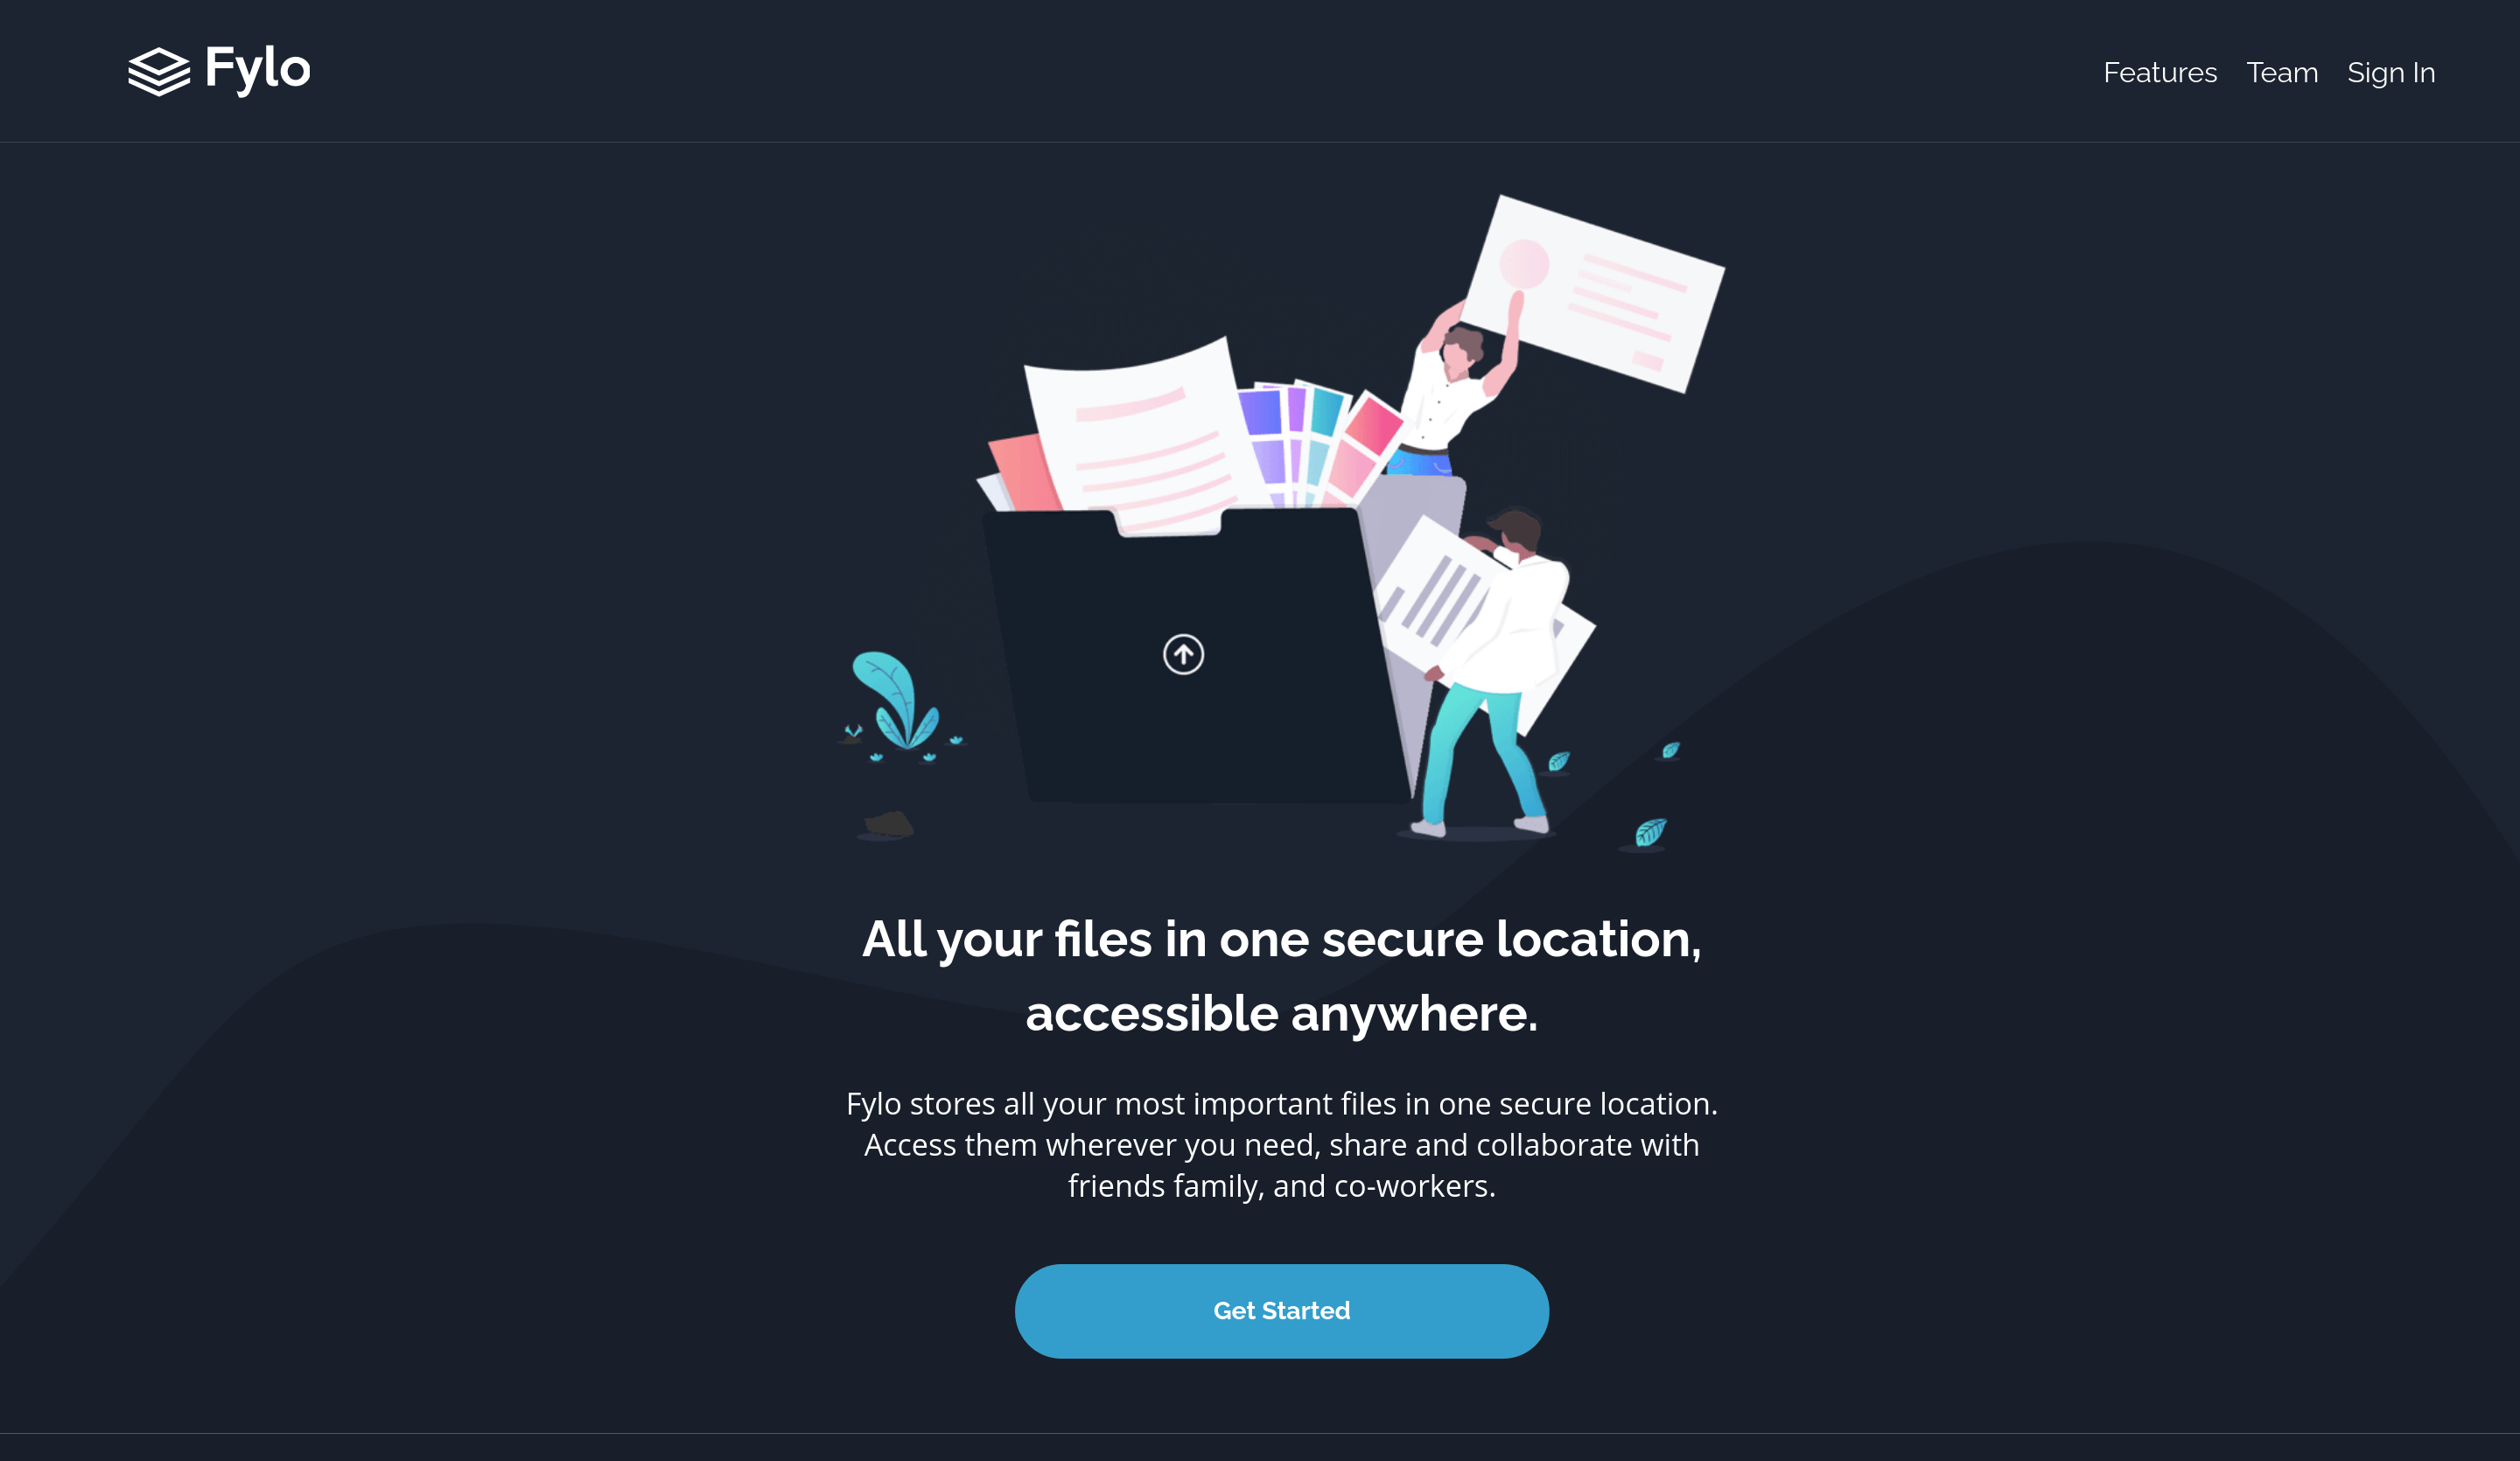 Fylo
Features Team Sign In
All your files in one secure location,
accessible anywhere.
Fylo stores all your most important files in one secure location.
Access them wherever you need, share and collaborate with
friends family, and co-workers.
Get Started